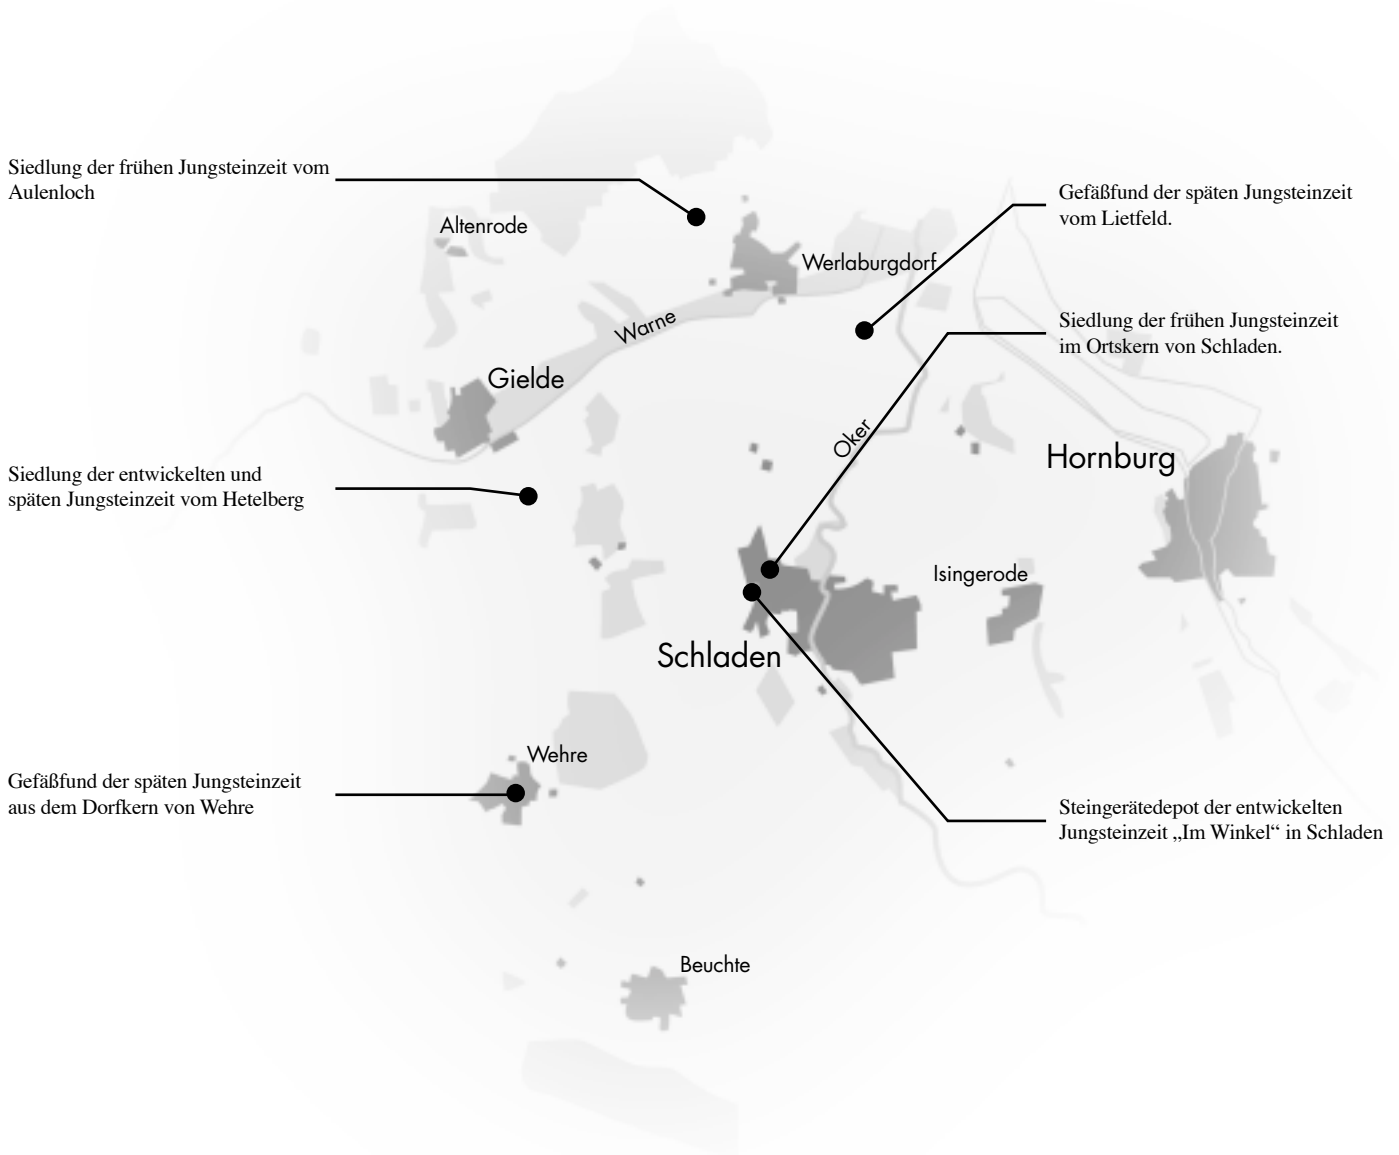 Siedlung der frühen Jungsteinzeit vom
Aulenloch
Gefäßfund der späten Jungsteinzeit
vom Lietfeld.
Altenrode
Werlaburgdorf
Siedlung der frühen Jungsteinzeit
im Ortskern von Schladen.
Warne
Gielde
Oker
Hornburg
Siedlung der entwickelten und
späten Jungsteinzeit vom Hetelberg
Isingerode
Schladen
Wehre
Gefäßfund der späten Jungsteinzeit
aus dem Dorfkern von Wehre
Steingerätedepot der entwickelten
Jungsteinzeit „Im Winkel“ in Schladen
Beuchte